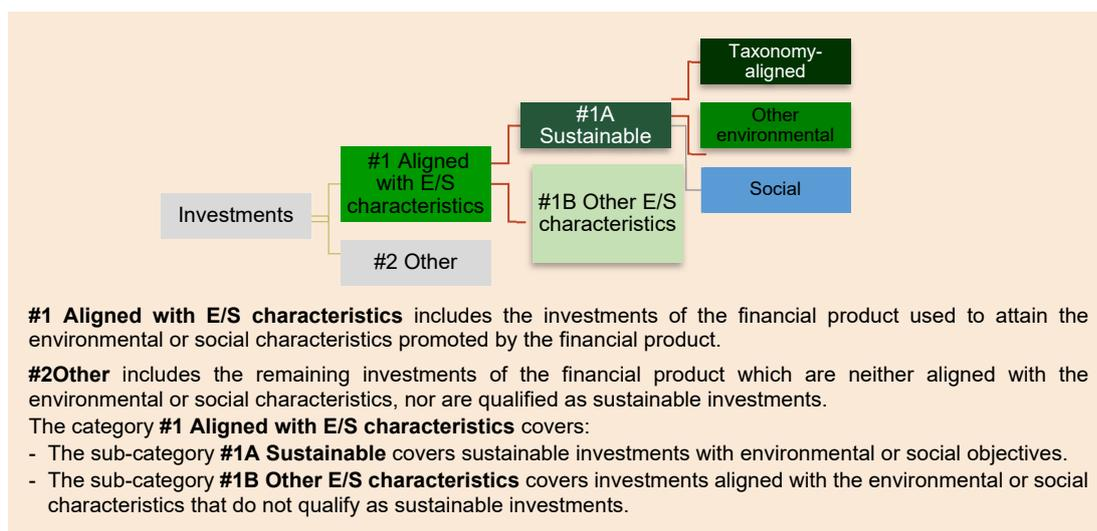 Taxonomy-
aligned
#1A
Sustainable
Other
environmental
#1 Aligned
with E/S
characteristics
Social
#1B Other E/S
characteristics
Investments
#2 Other
#1 Aligned with E/S characteristics includes the investments of the financial product used to attain the
environmental or social characteristics promoted by the financial product.
#2Other includes the remaining investments of the financial product which are neither aligned with the
environmental or social characteristics, nor are qualified as sustainable investments.
The category #1 Aligned with E/S characteristics covers:
- The sub-category #1A Sustainable covers sustainable investments with environmental or social objectives.
- The sub-category #1B Other E/S characteristics covers investments aligned with the environmental or social
characteristics that do not qualify as sustainable investments.